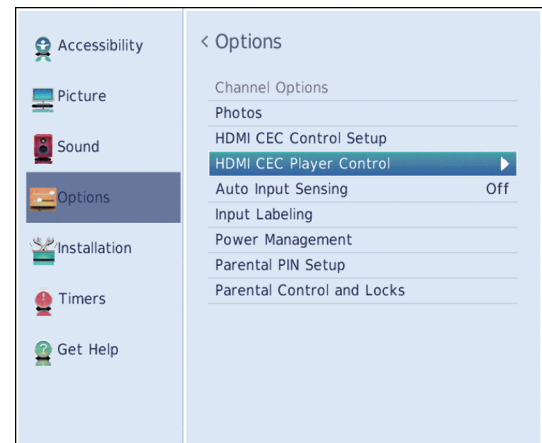 Accessibility
Picture
Sound
Options
Installation
Timers
Get Help
< Options
Channel Options
Photos
HDMI CEC Control Setup
HDMI CEC Player Control
Auto Input Sensing Off
Input Labeling
Power Management
Parental PIN Setup
Parental Control and Locks